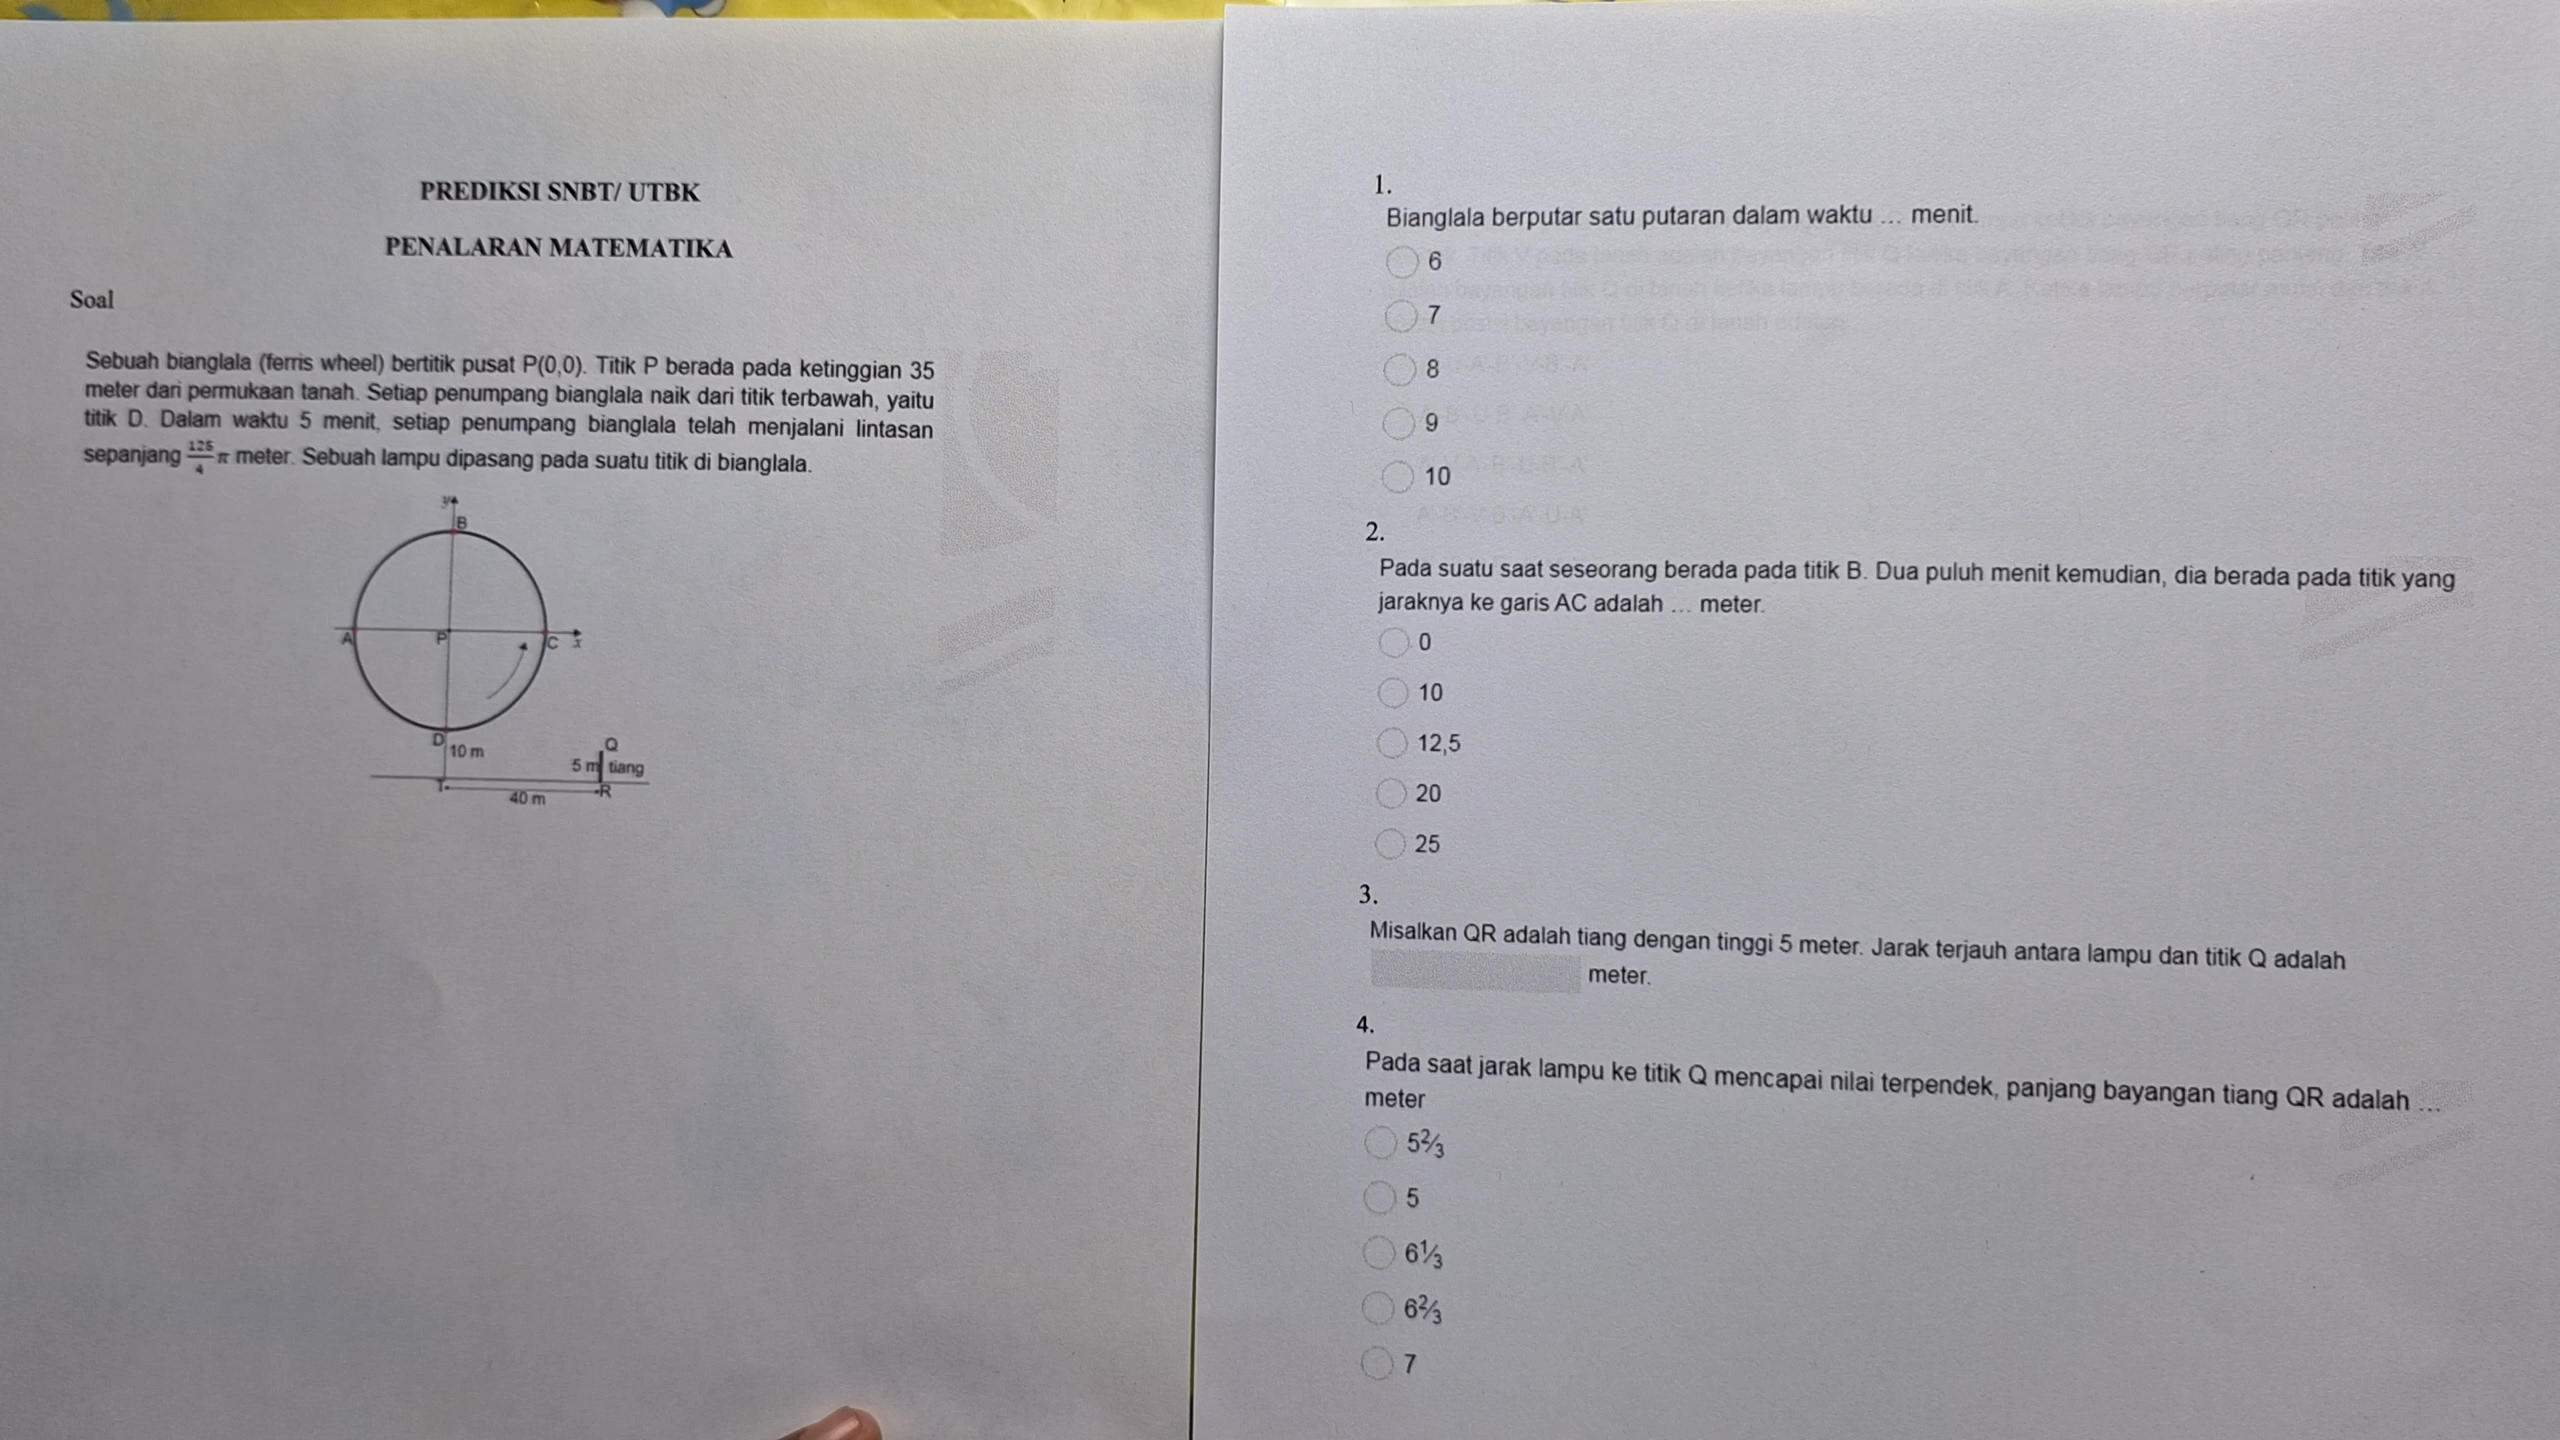 PREDIKSI SNBT/ UTBK
PENALARAN MATEMATIKA
Soal
Sebuah bianglala (ferris wheel) bertitik pusat P(0,0). Titik P berada pada ketinggian 35
meter dari permukaan tanah. Setiap penumpang bianglala naik dari titik terbawah, yaitu
titik D. Dalam waktu 5 menit, setiap penumpang bianglala telah menjalani lintasan
sepanjang 125/4 π meter. Sebuah lampu dipasang pada suatu titik di bianglala.
y
B
A
P
C
x
D
10 m
Q
5 m
tiang
T
40 m
R
1.
Bianglala berputar satu putaran dalam waktu ... menit.
6
7
8
9
10
2.
Pada suatu saat seseorang berada pada titik B. Dua puluh menit kemudian, dia berada pada titik yang
jaraknya ke garis AC adalah ... meter.
0
10
12,5
20
25
3.
Misalkan QR adalah tiang dengan tinggi 5 meter. Jarak terjauh antara lampu dan titik Q adalah
meter.
4.
Pada saat jarak lampu ke titik Q mencapai nilai terpendek, panjang bayangan tiang QR adalah ...
meter
5⅔
5
6⅓
6⅔
7